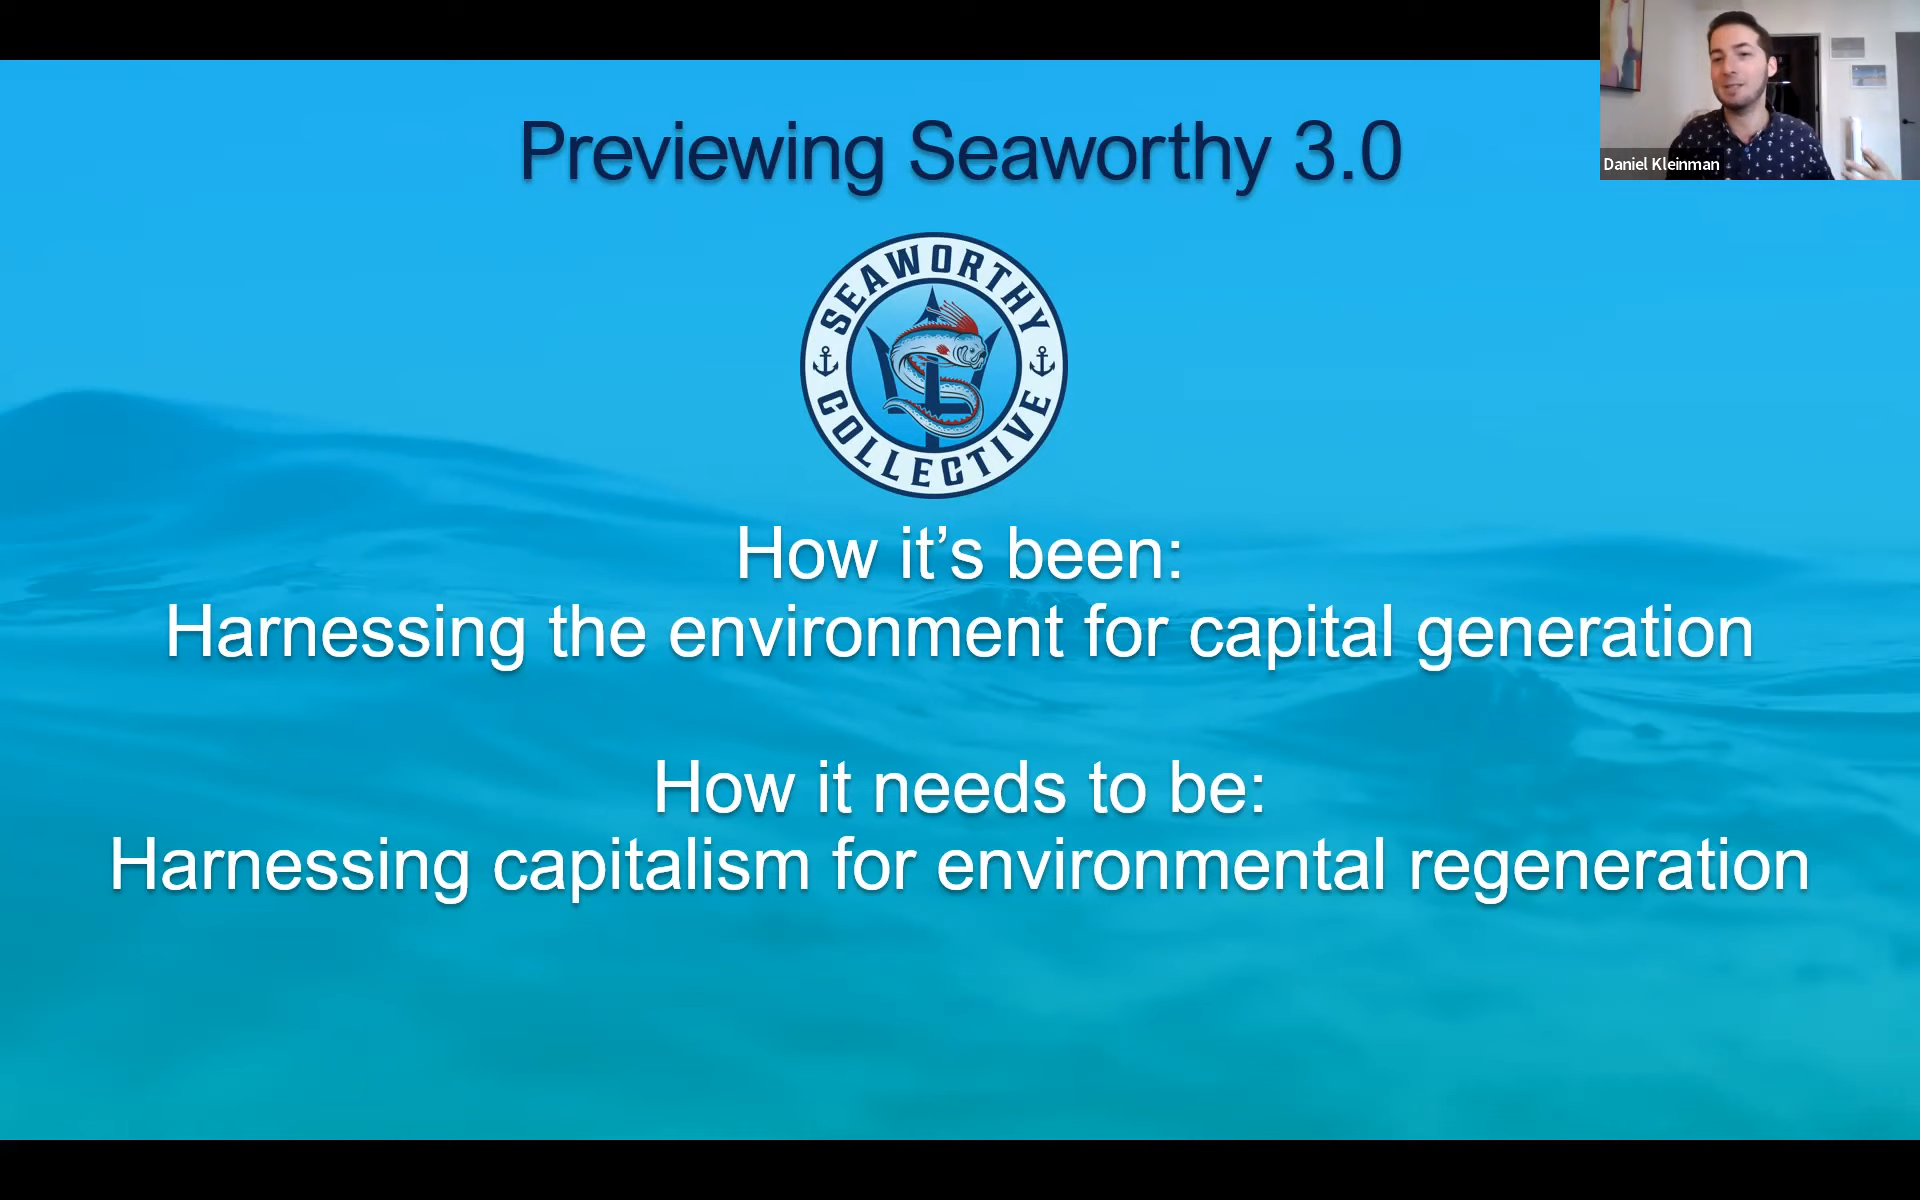 Previewing Seaworthy 3.0
Daniel Kleinman
SEAWORTHY
COLLECTIVE
How it’s been:
Harnessing the environment for capital generation
How it needs to be:
Harnessing capitalism for environmental regeneration